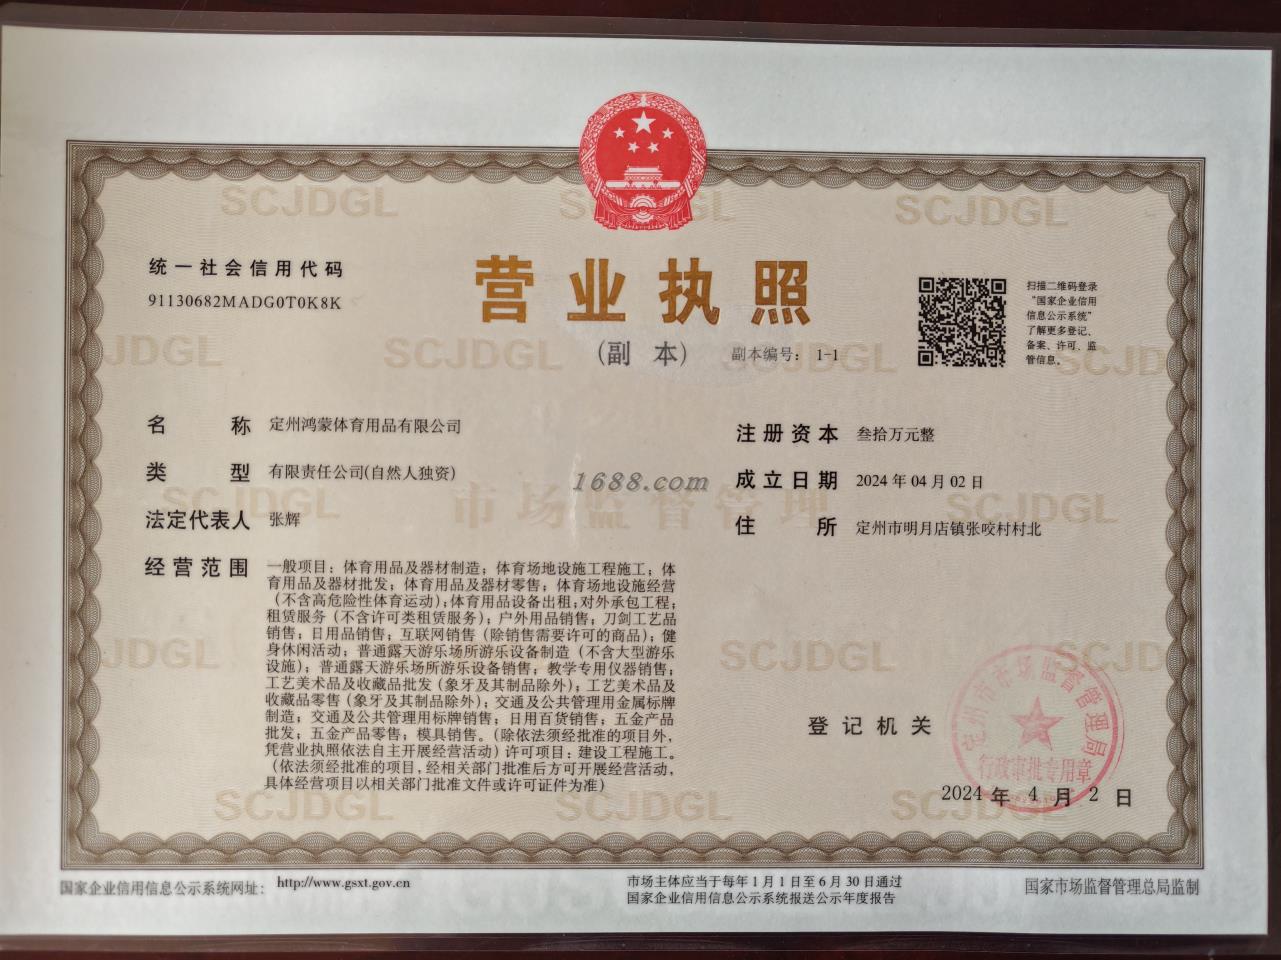 统一社会信用代码
91130682MADG0T0K8K
营业执照
(副 本) 副本编号： 1-1
扫描二维码登录
“国家企业信用
信息公示系统”
了解更多登记、
备案、许可、监
管信息。
名 称 定州鸿蒙体育用品有限公司
类 型 有限责任公司(自然人独资)
法定代表人 张辉
经营范围 一般项目：体育用品及器材制造；体育场地设施工程施工；体
育用品及器材批发；体育用品及器材零售；体育场地设施经营
（不含高危险性体育运动）；体育用品设备出租；对外承包工程；
租赁服务（不含许可类租赁服务）；户外用品销售；刀剑工艺品
销售；日用品销售；互联网销售（除销售需要许可的商品）；健
身休闲活动；普通露天游乐场所游乐设备制造（不含大型游乐
设施）；普通露天游乐场所游乐设备销售；教学专用仪器销售；
工艺美术品及收藏品批发（象牙及其制品除外）；工艺美术品及
收藏品零售（象牙及其制品除外）；交通及公共管理用金属标牌
制造；交通及公共管理用标牌销售；日用百货销售；五金产品
批发；五金产品零售。模具销售。（除依法须经批准的项目外，
凭营业执照依法自主开展经营活动）许可项目：建设工程施工。
（依法须经批准的项目，经相关部门批准后方可开展经营活动，
具体经营项目以相关部门批准文件或许可证件为准）
注册资本 叁拾万元整
成立日期 2024 年 04 月 02 日
住 所 定州市明月店镇张咬村村北
1688.com
市场监督管理
SCJDGL
登记机关
定州市市场监督管理局
行政审批专用章
2024 年 4 月 2 日
国家企业信用信息公示系统网址： http://www.gsxt.gov.cn
市场主体应当于每年 1 月 1 日至 6 月 30 日通过
国家企业信用信息公示系统报送公示年度报告
国家市场监督管理总局监制